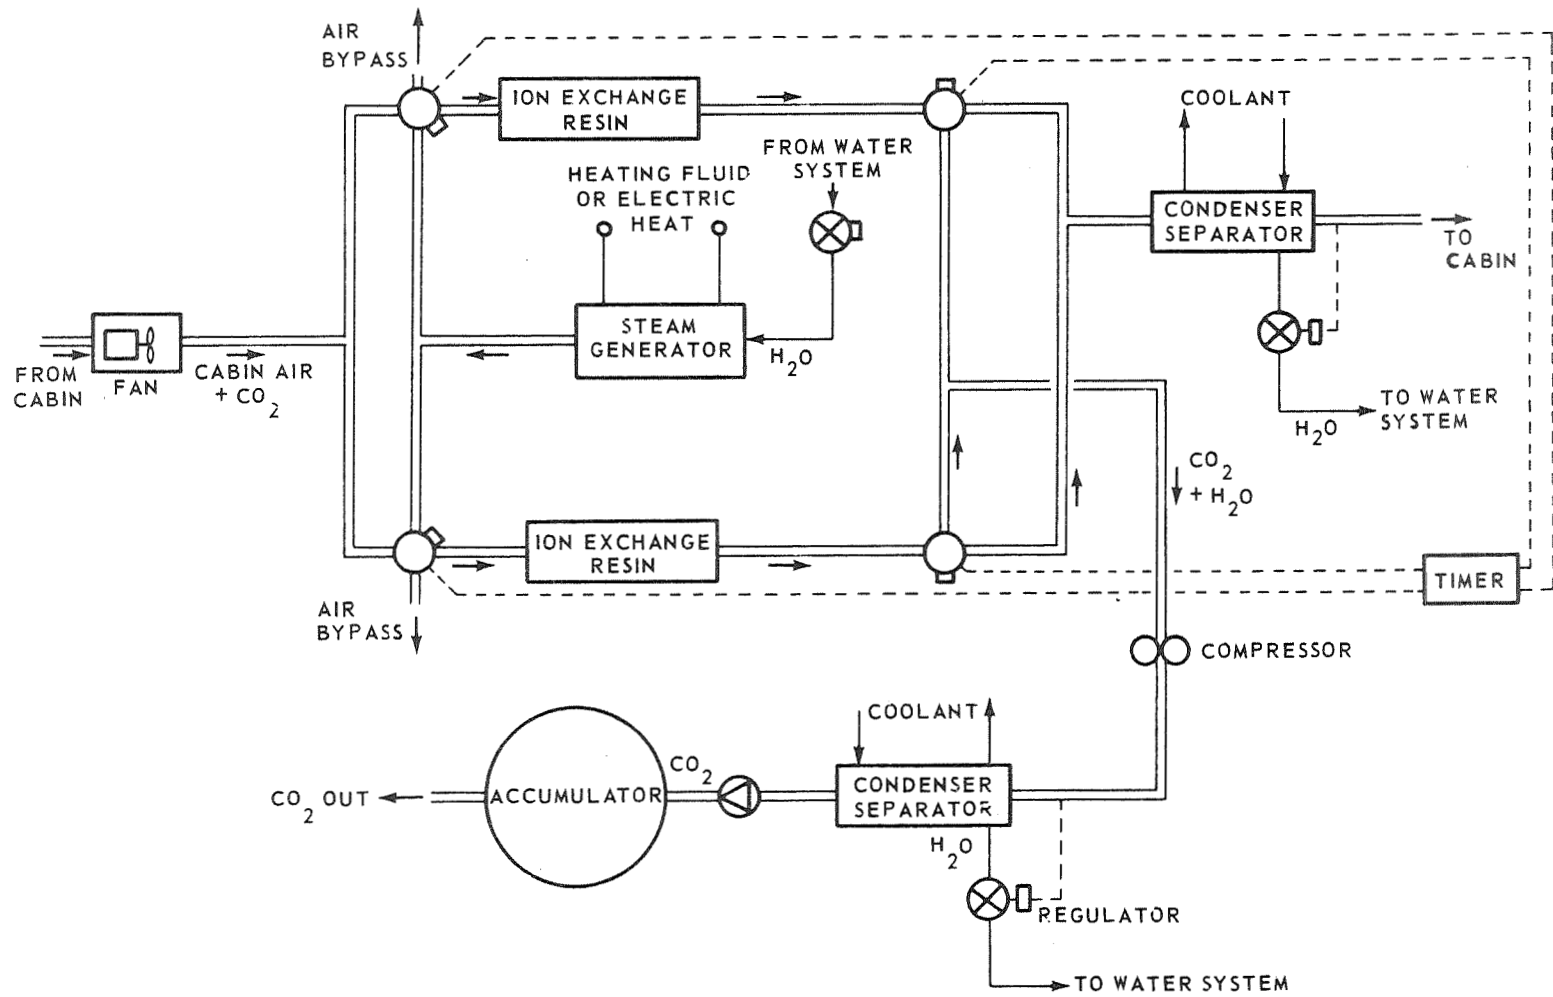 AIR
BYPASS
ION EXCHANGE
RESIN
COOLANT
FROM WATER
SYSTEM
HEATING FLUID
OR ELECTRIC
HEAT
CONDENSER
SEPARATOR
TO
CABIN
STEAM
GENERATOR
H2O
FROM
CABIN
FAN
CABIN AIR
+ CO2
TO WATER
SYSTEM
H2O
CO2
+ H2O
ION EXCHANGE
RESIN
TIMER
AIR
BYPASS
COMPRESSOR
COOLANT
CO2
CONDENSER
SEPARATOR
CO2 OUT
ACCUMULATOR
H2O
REGULATOR
TO WATER SYSTEM